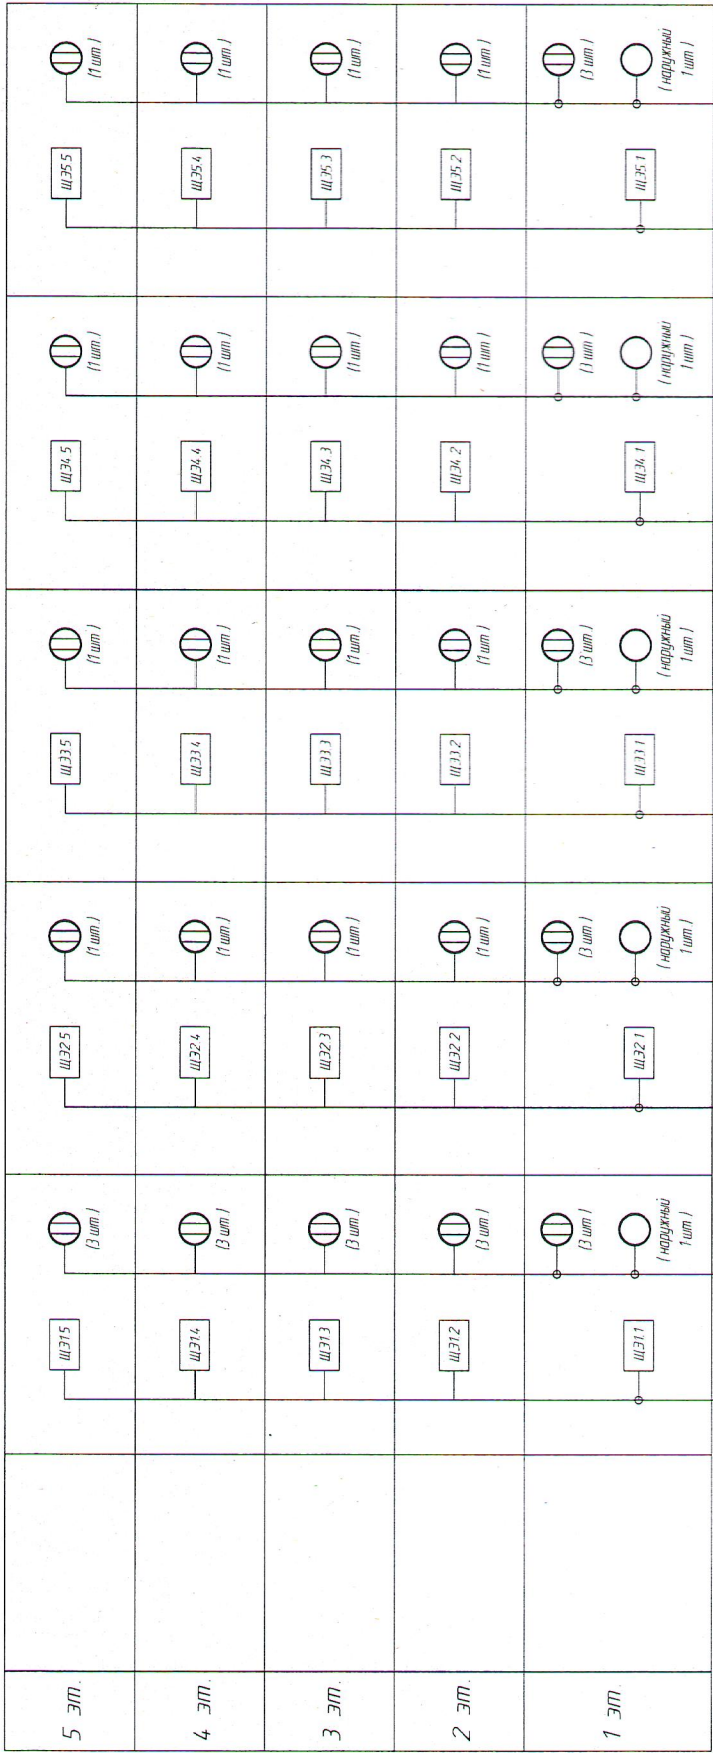 5 эт.
ЩЭ1.5
(3 шт.)
ЩЭ2.5
(1 шт.)
ЩЭ3.5
(1 шт.)
ЩЭ4.5
(1 шт.)
ЩЭ5.5
(1 шт.)
4 эт.
ЩЭ1.4
(3 шт.)
ЩЭ2.4
(1 шт.)
ЩЭ3.4
(1 шт.)
ЩЭ4.4
(1 шт.)
ЩЭ5.4
(1 шт.)
3 эт.
ЩЭ1.3
(3 шт.)
ЩЭ2.3
(1 шт.)
ЩЭ3.3
(1 шт.)
ЩЭ4.3
(1 шт.)
ЩЭ5.3
(1 шт.)
2 эт.
ЩЭ1.2
(3 шт.)
ЩЭ2.2
(1 шт.)
ЩЭ3.2
(1 шт.)
ЩЭ4.2
(1 шт.)
ЩЭ5.2
(1 шт.)
1 эт.
(3 шт.)
(3 шт.)
(3 шт.)
(3 шт.)
(3 шт.)
ЩЭ1.1
(наружный
1 шт.)
ЩЭ2.1
(наружный
1 шт.)
ЩЭ3.1
(наружный
1 шт.)
ЩЭ4.1
(наружный
1 шт.)
ЩЭ5.1
(наружный
1 шт.)